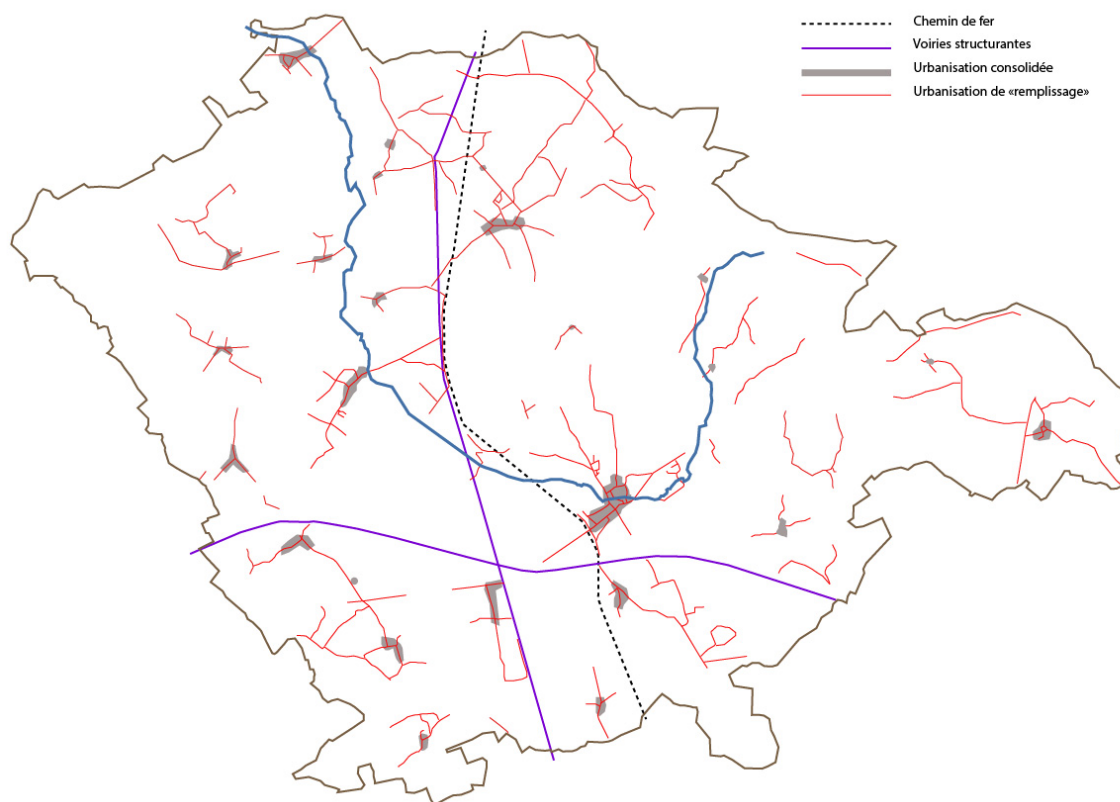 Chemin de fer
Voiries structurantes
Urbanisation consolidée
Urbanisation de «remplissage»